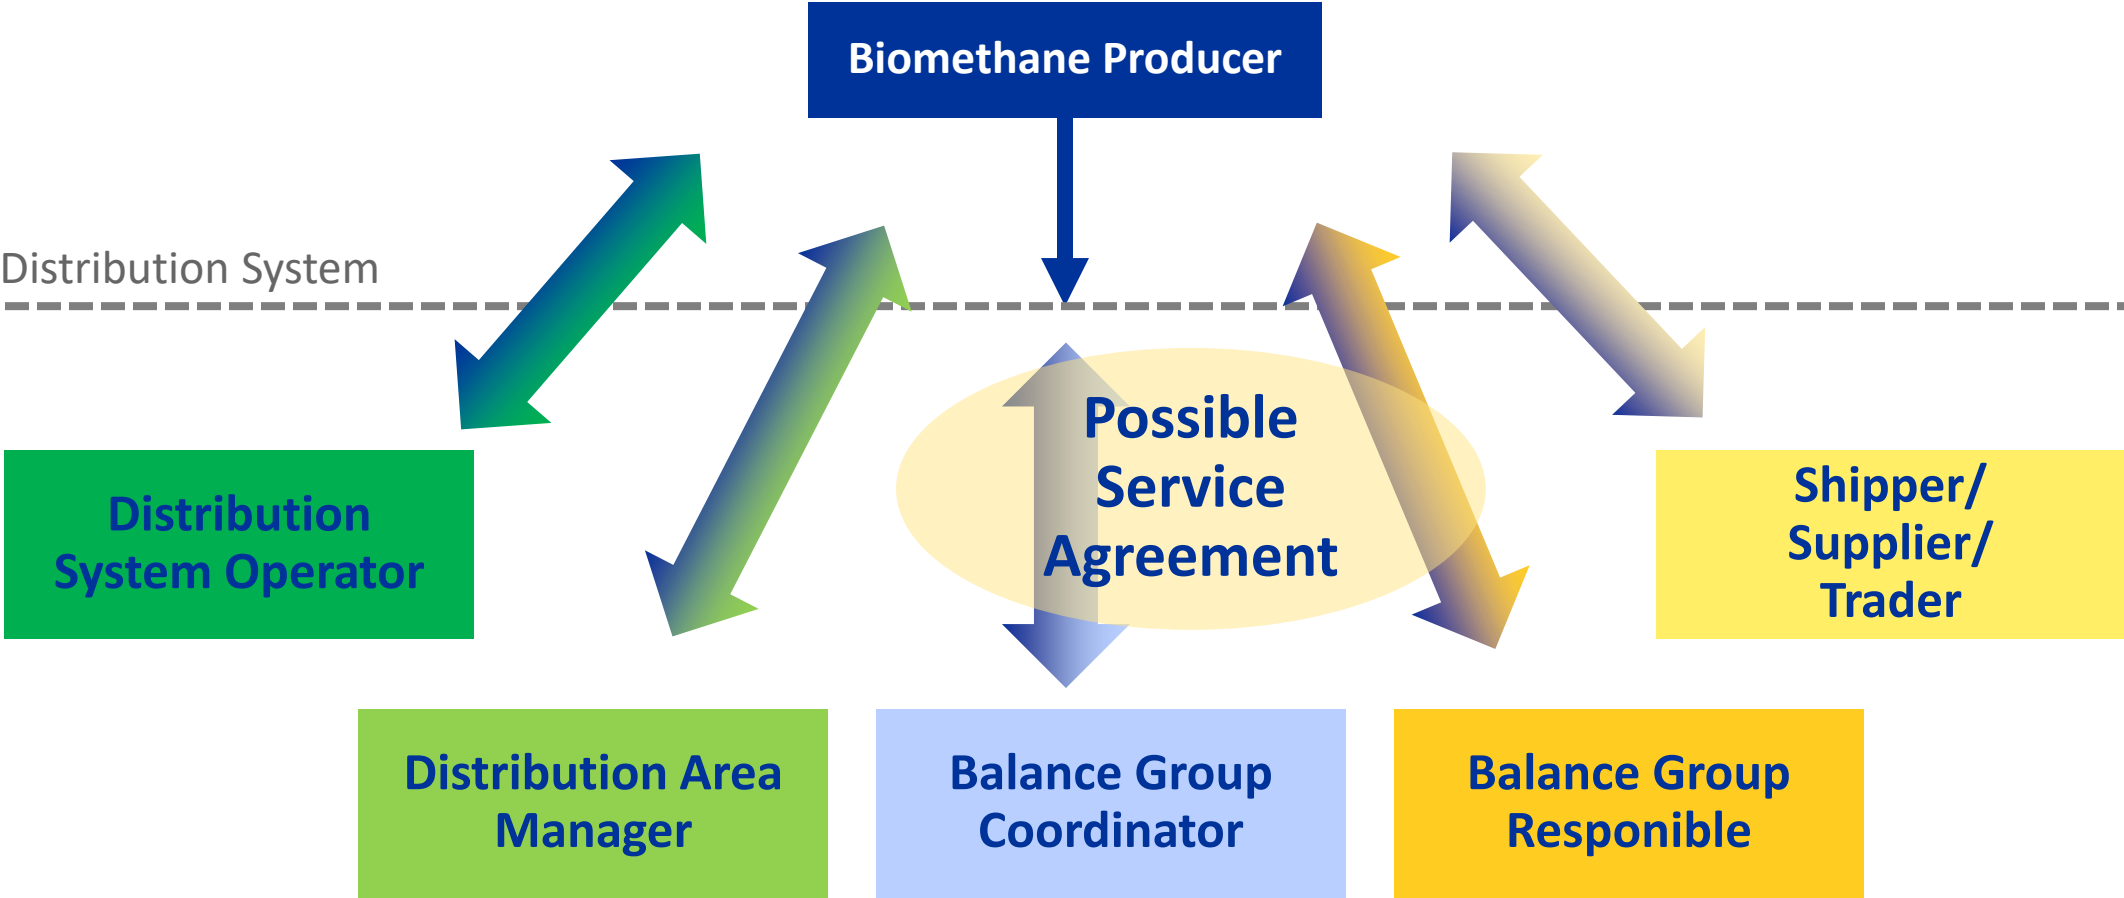 Biomethane Producer
Distribution System
Possible
Service
Agreement
Distribution
System Operator
Shipper/
Supplier/
Trader
Distribution Area
Manager
Balance Group
Coordinator
Balance Group
Responible